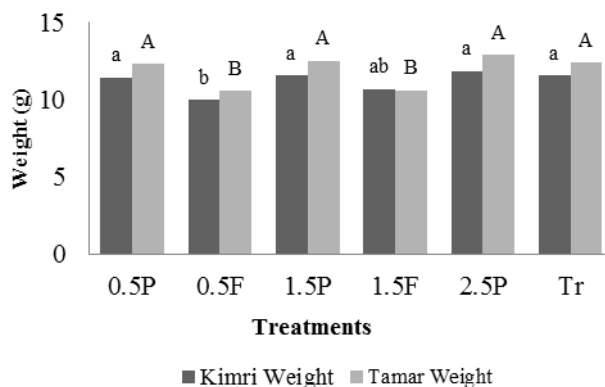 15
10
5
0
Weight (g)
a A b B a A ab B a A a A
0.5P 0.5F 1.5P 1.5F 2.5P Tr
Treatments
Kimri Weight Tamar Weight